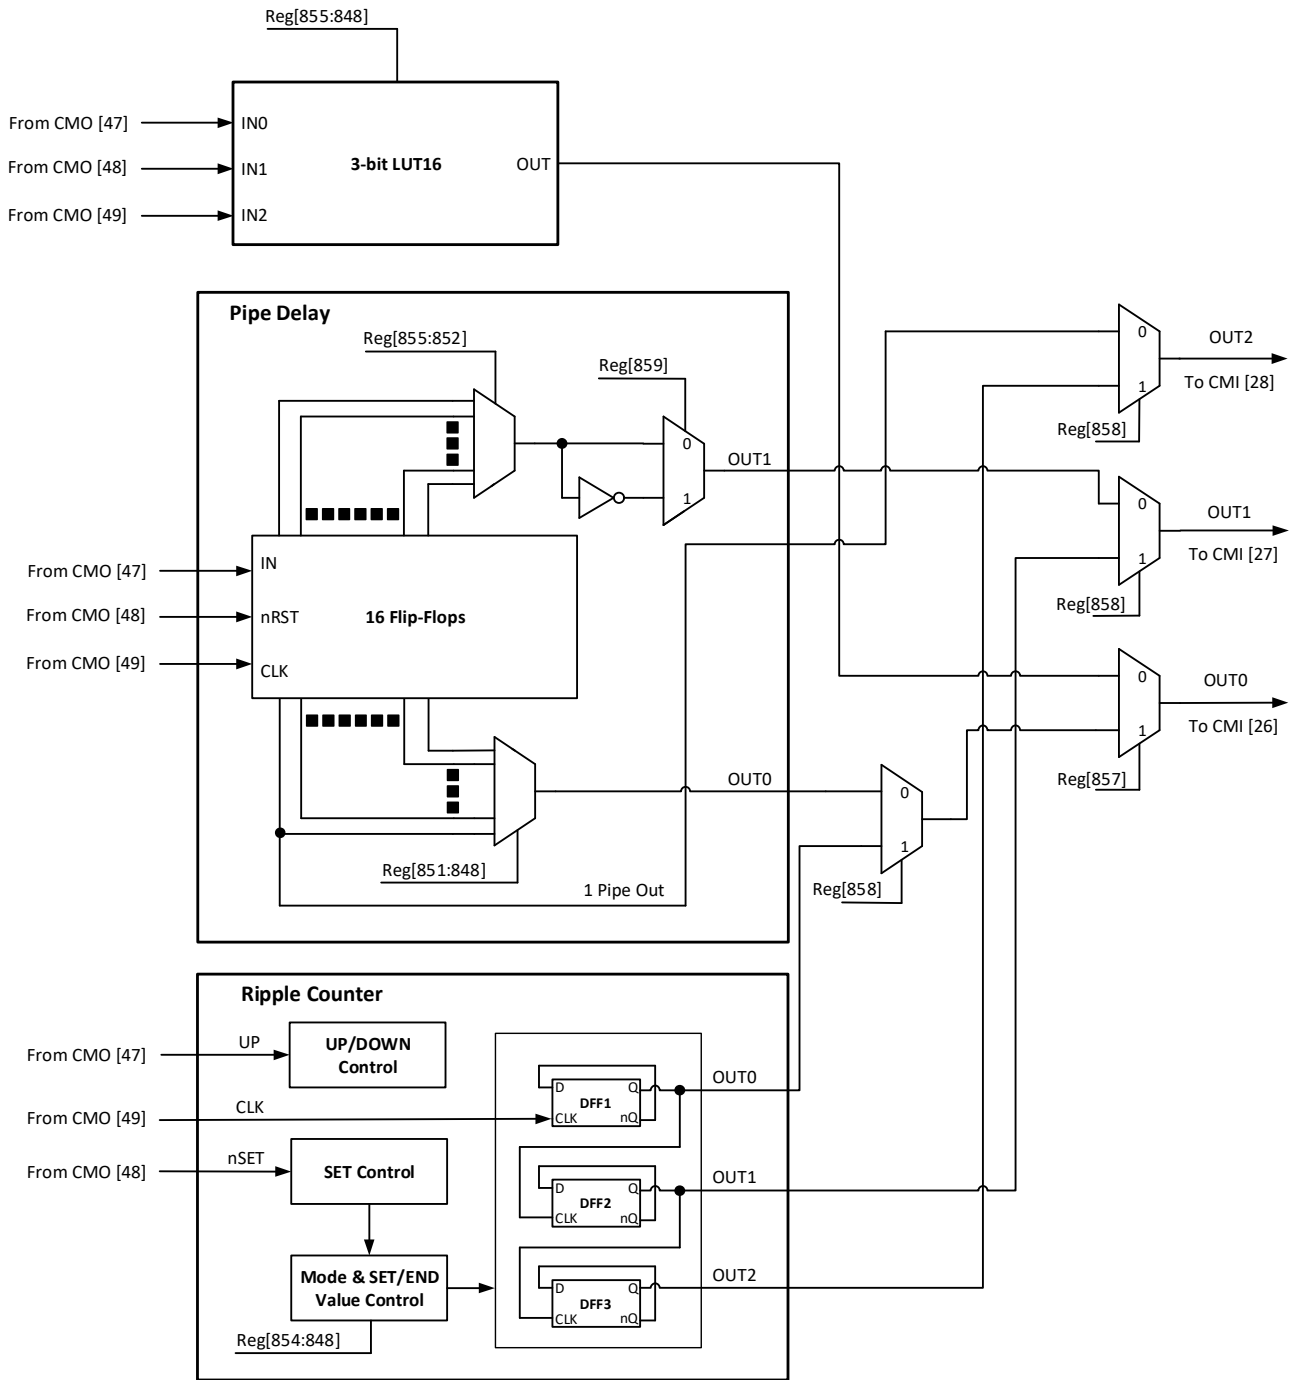 Reg[855:848]
From CMO [47]
IN0
From CMO [48]
IN1
3-bit LUT16
OUT
From CMO [49]
IN2
Pipe Delay
Reg[855:852]
Reg[859]
0
1
OUT1
From CMO [47]
IN
From CMO [48]
nRST
16 Flip-Flops
From CMO [49]
CLK
OUT0
Reg[851:848]
1 Pipe Out
0
1
Reg[858]
0
1
OUT2
To CMI [28]
Reg[858]
0
1
OUT1
To CMI [27]
Reg[858]
0
1
OUT0
To CMI [26]
Reg[857]
Ripple Counter
From CMO [47]
UP
UP/DOWN
Control
From CMO [49]
CLK
From CMO [48]
nSET
SET Control
Mode & SET/END
Value Control
Reg[854:848]
D
Q
DFF1
CLK
nQ
OUT0
D
Q
DFF2
CLK
nQ
OUT1
D
Q
DFF3
CLK
nQ
OUT2